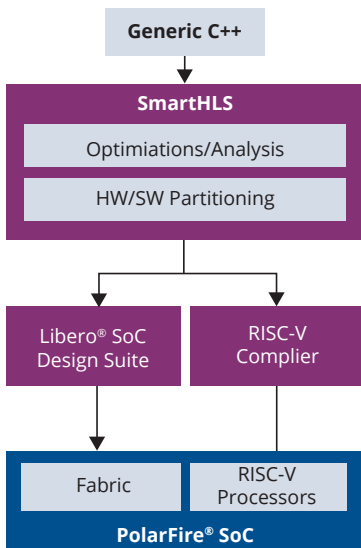 Generic C++
SmartHLS
Optimiations/Analysis
HW/SW Partitioning
Libero® SoC
Design Suite
RISC-V
Complier
Fabric
RISC-V
Processors
PolarFire® SoC